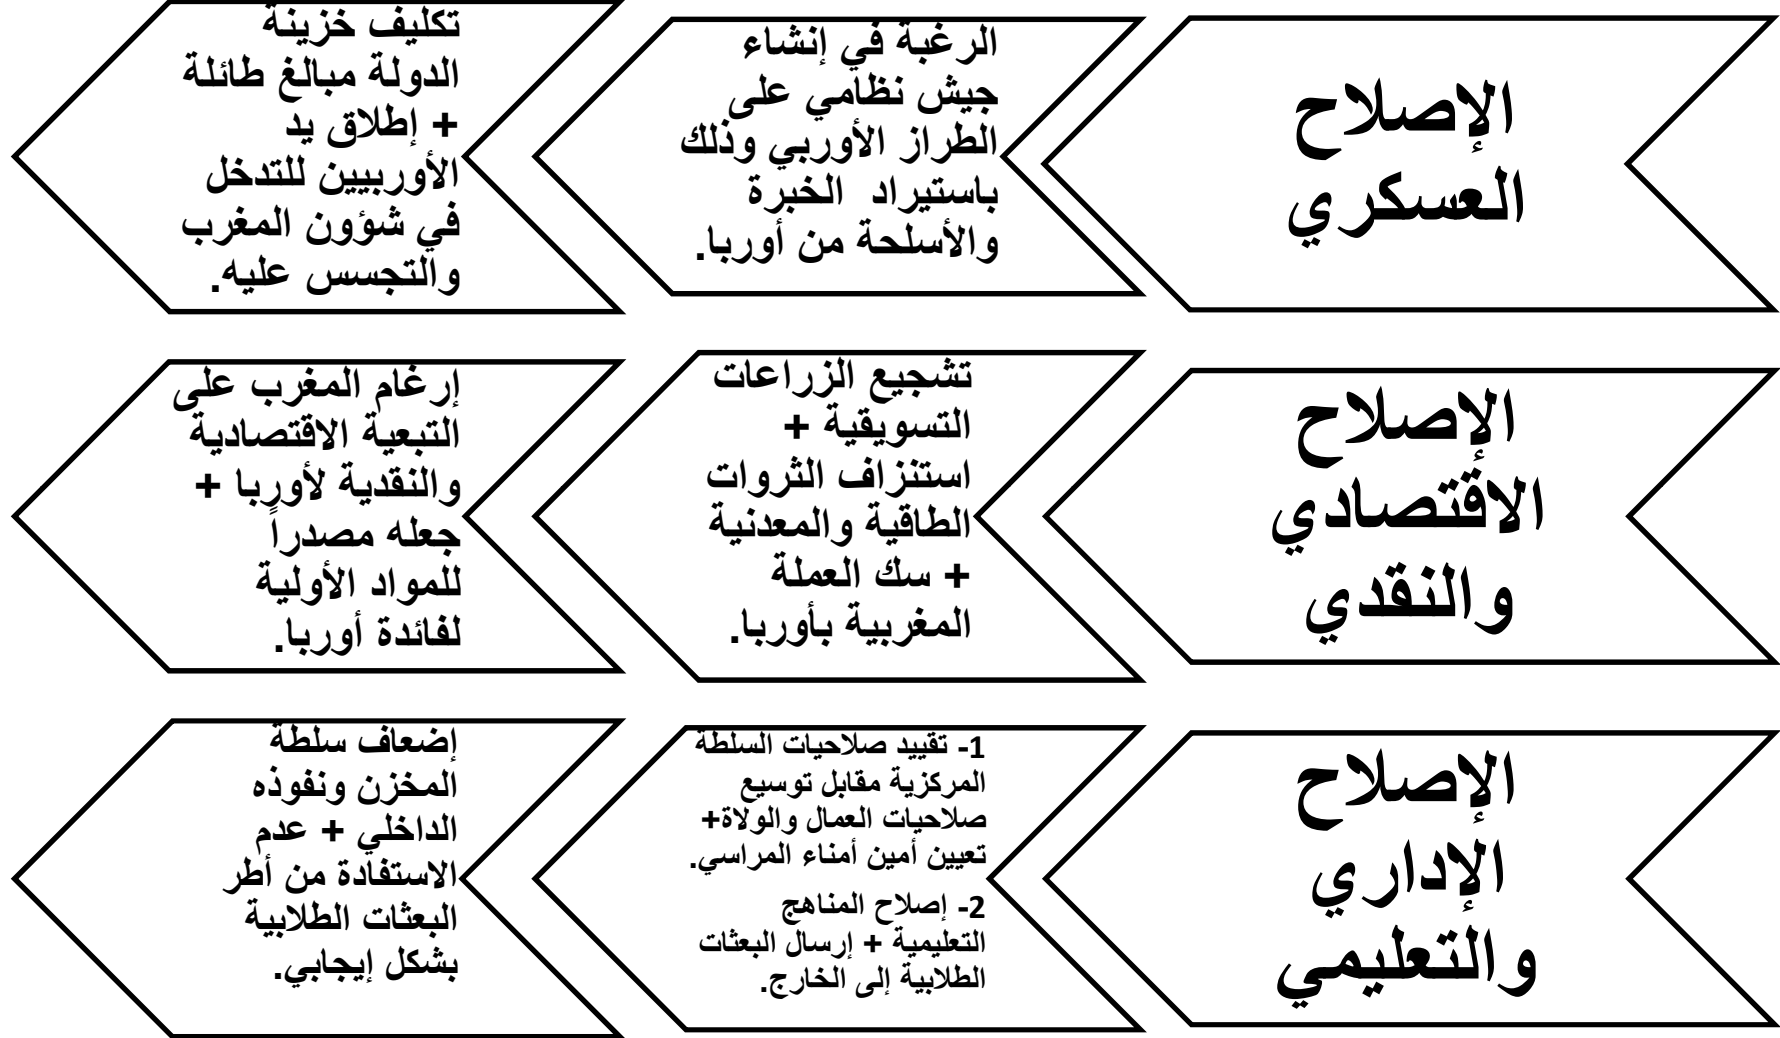 الإصلاح
العسكري
الرغبة في إنشاء
جيش نظامي على
الطراز الأوربي وذلك
باستيراد الخبرة
والأسلحة من أوربا.
تكليف خزينة
الدولة مبالغ طائلة
+ إطلاق يد
الأوربيين للتدخل
في شؤون المغرب
والتجسس عليه.
الإصلاح
الاقتصادي
والنقدي
تشجيع الزراعات
التسويقية +
استنزاف الثروات
الطاقية والمعدنية
+ سك العملة
المغربية بأوربا.
إرغام المغرب على
التبعية الاقتصادية
والنقدية لأوربا +
جعله مصدراً
للمواد الأولية
لفائدة أوربا.
الإصلاح
الإداري
والتعليمي
1- تقييد صلاحيات السلطة
المركزية مقابل توسيع
صلاحيات العمال والولاة+
تعيين أمين أمناء المراسي.
2- إصلاح المناهج
التعليمية + إرسال البعثات
الطلابية إلى الخارج.
إضعاف سلطة
المخزن ونفوذه
الداخلي + عدم
الاستفادة من أطر
البعثات الطلابية
بشكل إيجابي.